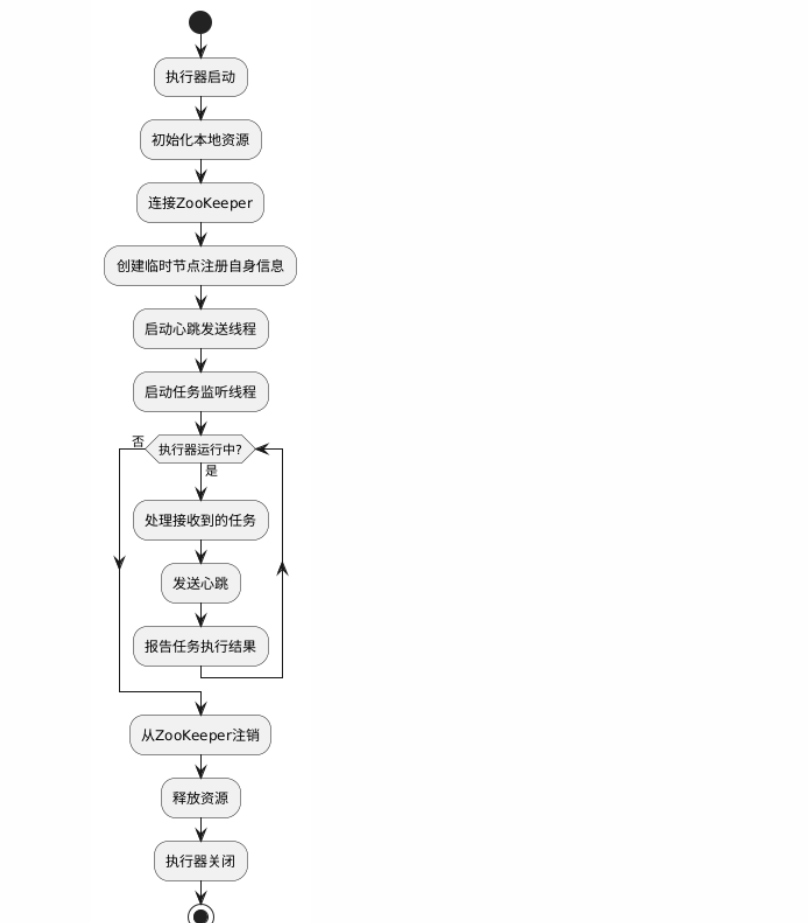 执行器启动
初始化本地资源
连接ZooKeeper
创建临时节点注册自身信息
启动心跳发送线程
启动任务监听线程
否
执行器运行中?
是
处理接收到的任务
发送心跳
报告任务执行结果
从ZooKeeper注销
释放资源
执行器关闭